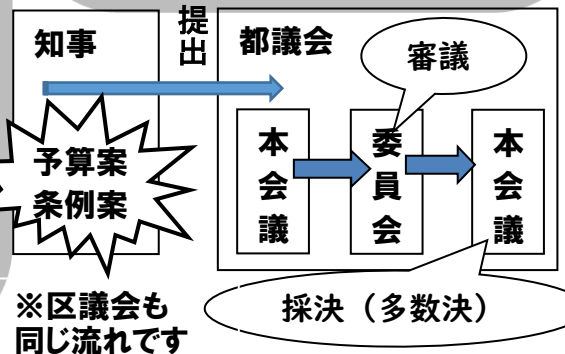 知事
提出
都議会
審議
予算案
条例案
本会議
委員会
本会議
採決（多数決）
※区議会も
同じ流れです